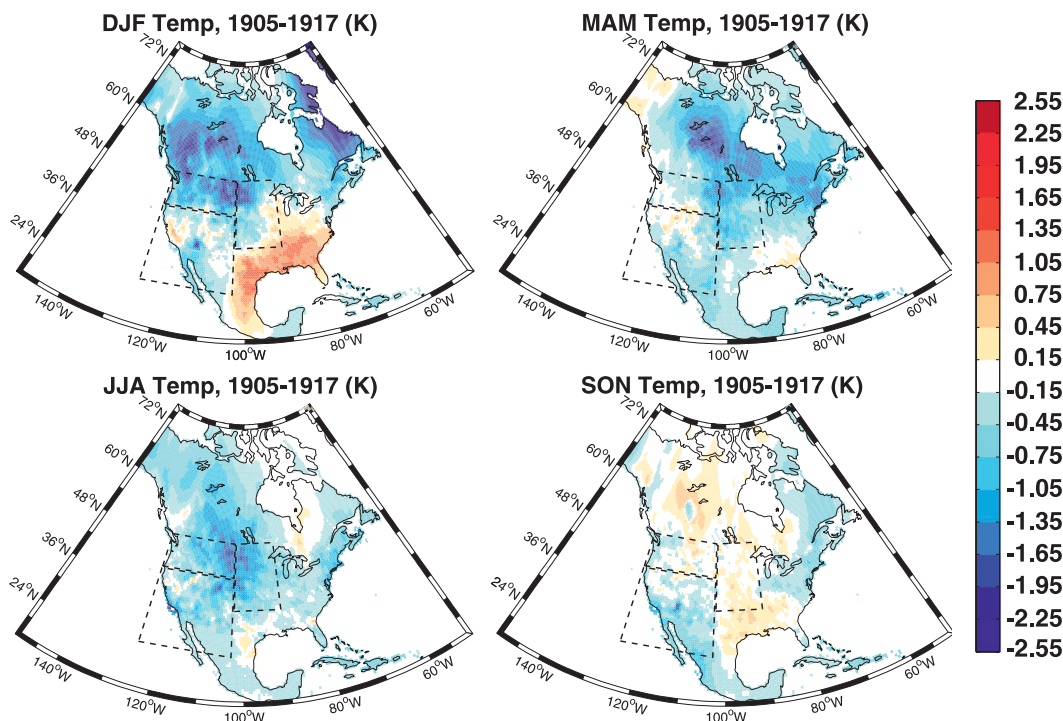 DJF Temp, 1905-1917 (K)
72°N
60°N
48°N
36°N
24°N
140°W
120°W
100°W
80°W
60°W
MAM Temp, 1905-1917 (K)
72°N
60°N
48°N
36°N
24°N
140°W
120°W
100°W
80°W
60°W
JJA Temp, 1905-1917 (K)
72°N
60°N
48°N
36°N
24°N
140°W
120°W
100°W
80°W
60°W
SON Temp, 1905-1917 (K)
72°N
60°N
48°N
36°N
24°N
140°W
120°W
100°W
80°W
60°W
2.55
2.25
1.95
1.65
1.35
1.05
0.75
0.45
0.15
-0.15
-0.45
-0.75
-1.05
-1.35
-1.65
-1.95
-2.25
-2.55